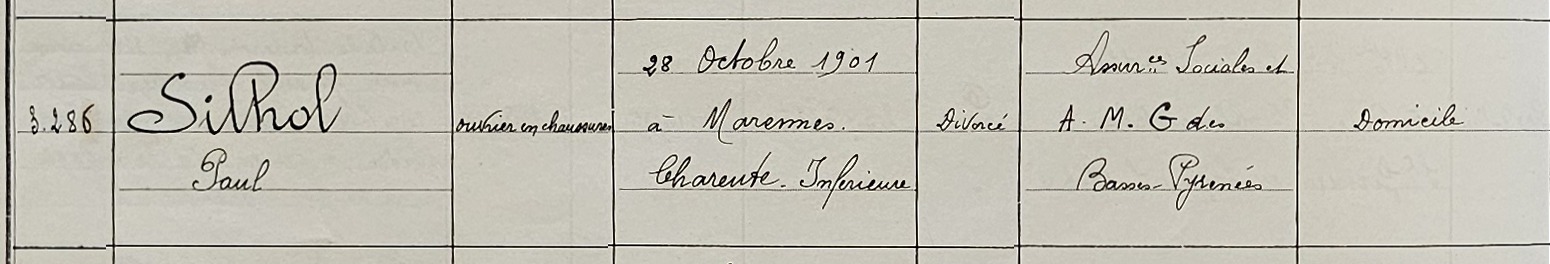 3.286
Silhol
Paul
ouvrier en chaussures
28 Octobre 1901
à Marennes.
Charente-Inférieure
Divorcé
Assur.ces Sociales et
A. M. G des
Basses-Pyrénées
Domicile